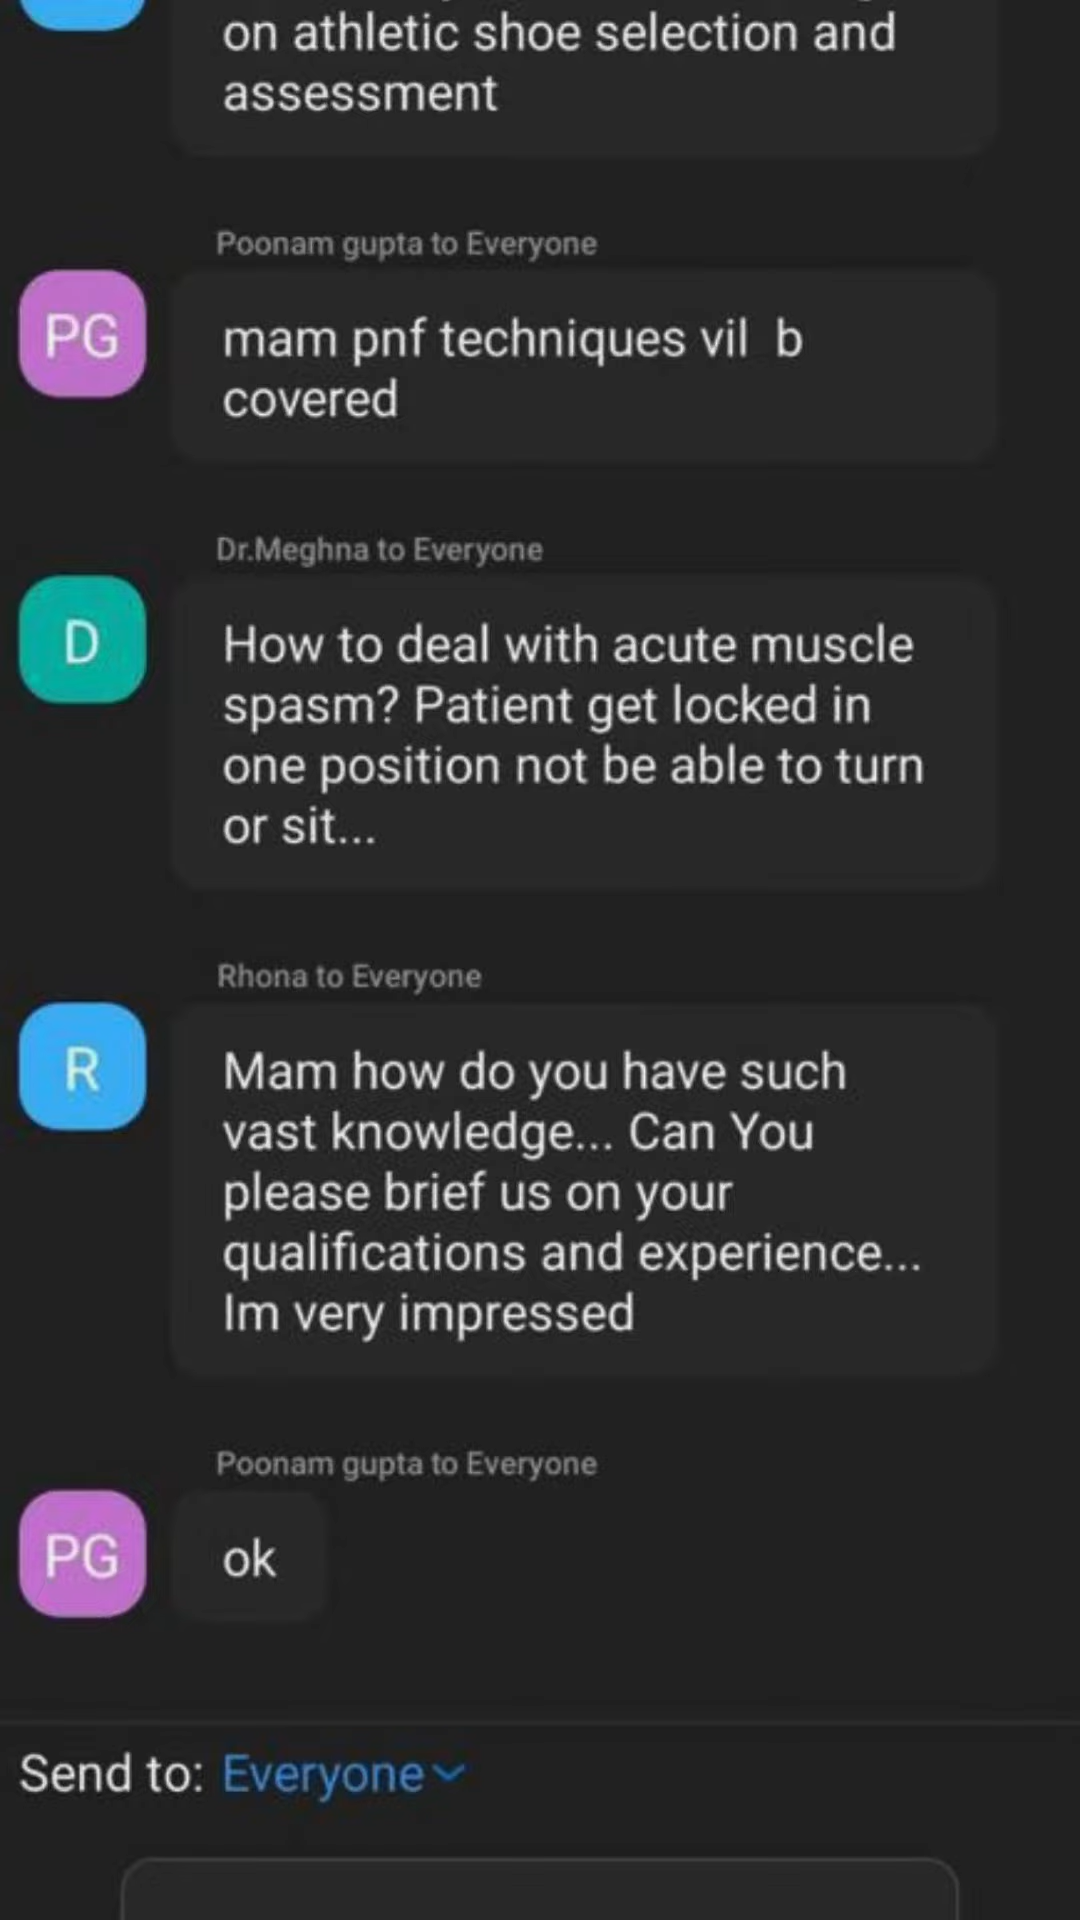 on athletic shoe selection and
assessment
Poonam gupta to Everyone
PG
mam pnf techniques vil  b
covered
Dr.Meghna to Everyone
D
How to deal with acute muscle
spasm? Patient get locked in
one position not be able to turn
or sit...
Rhona to Everyone
R
Mam how do you have such
vast knowledge... Can You
please brief us on your
qualifications and experience...
Im very impressed
Poonam gupta to Everyone
PG
ok
Send to: Everyone